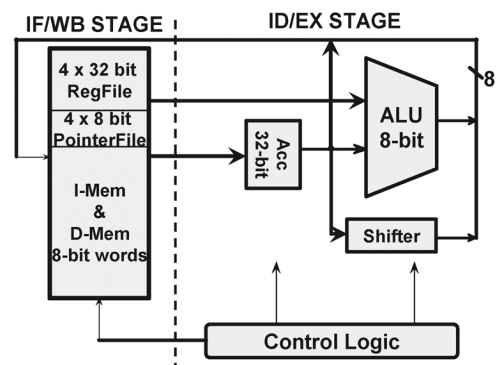 IF/WB STAGE
ID/EX STAGE
4 x 32 bit
RegFile
4 x 8 bit
PointerFile
I-Mem
&
D-Mem
8-bit words
Acc
32-bit
ALU
8-bit
8
Shifter
Control Logic